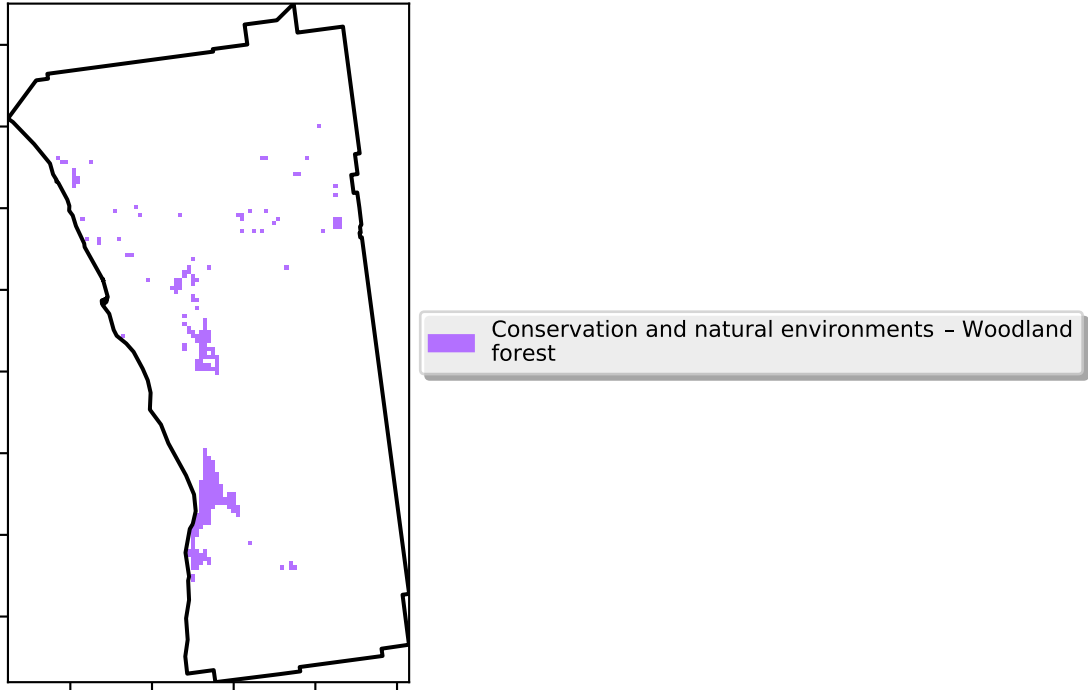 Conservation and natural environments – Woodland
forest